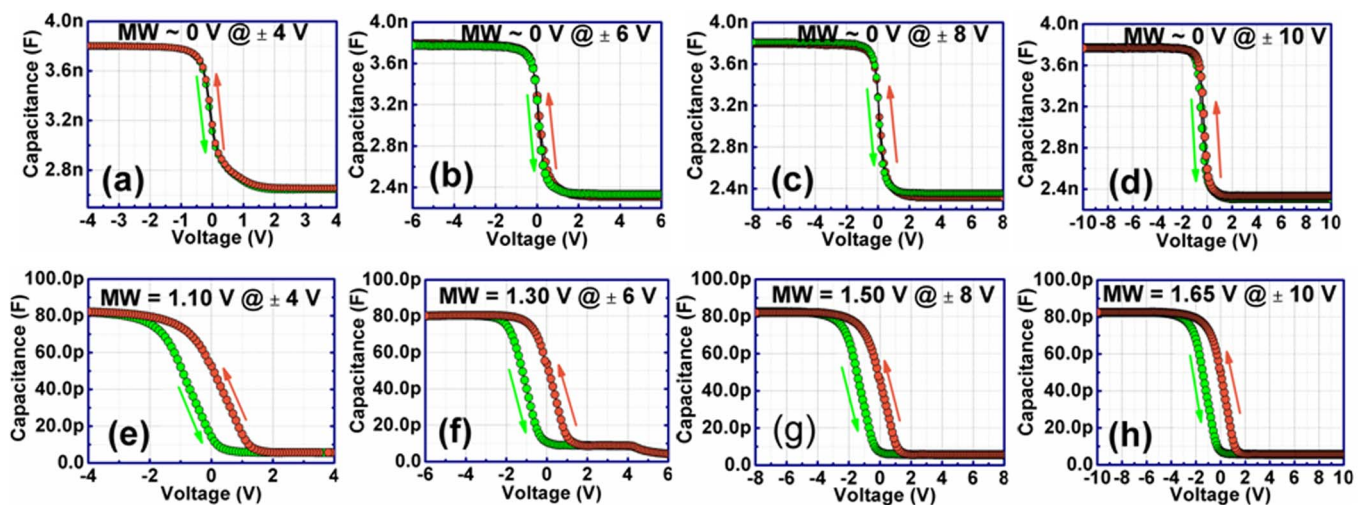 4.0n
3.6n
3.2n
2.8n
Capacitance (F)
MW ~ 0 V @ ± 4 V
(a)
-4 -3 -2 -1 0 1 2 3 4
Voltage (V)
4.0n
3.6n
3.2n
2.8n
2.4n
Capacitance (F)
MW ~ 0 V @ ± 6 V
(b)
-6 -4 -2 0 2 4 6
Voltage (V)
4.0n
3.6n
3.2n
2.8n
2.4n
Capacitance (F)
MW ~ 0 V @ ± 8 V
(c)
-8 -6 -4 -2 0 2 4 6 8
Voltage (V)
4.0n
3.6n
3.2n
2.8n
2.4n
Capacitance (F)
MW ~ 0 V @ ± 10 V
(d)
-10 -8 -6 -4 -2 0 2 4 6 8 10
Voltage (V)
100.0p
80.0p
60.0p
40.0p
20.0p
0.0
Capacitance (F)
MW = 1.10 V @ ± 4 V
(e)
-4 -3 -2 -1 0 1 2 3 4
Voltage (V)
100.0p
80.0p
60.0p
40.0p
20.0p
0.0
Capacitance (F)
MW = 1.30 V @ ± 6 V
(f)
-6 -4 -2 0 2 4 6
Voltage (V)
100.0p
80.0p
60.0p
40.0p
20.0p
0.0
Capacitance (F)
MW = 1.50 V @ ± 8 V
(g)
-8 -6 -4 -2 0 2 4 6 8
Voltage (V)
100.0p
80.0p
60.0p
40.0p
20.0p
0.0
Capacitance (F)
MW = 1.65 V @ ± 10 V
(h)
-10 -8 -6 -4 -2 0 2 4 6 8 10
Voltage (V)